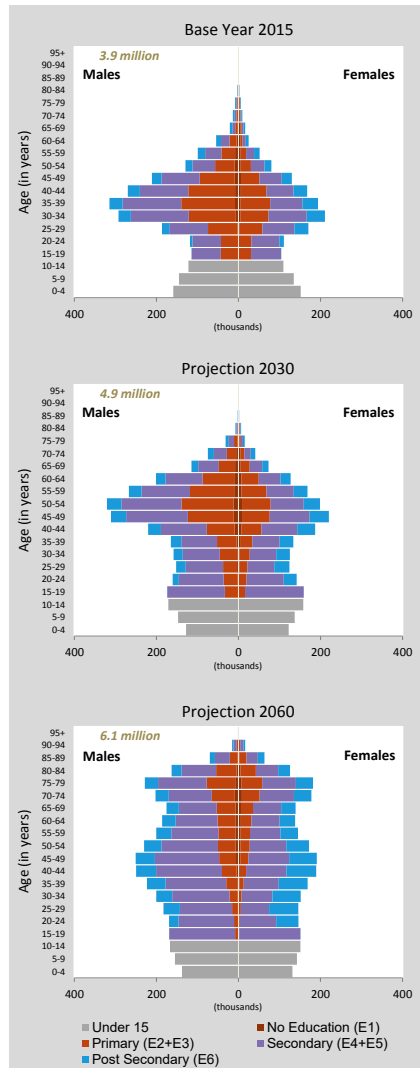 Base Year 2015
3.9 million
Males
Females
Age (in years)
95+
90-94
85-89
80-84
75-79
70-74
65-69
60-64
55-59
50-54
45-49
40-44
35-39
30-34
25-29
20-24
15-19
10-14
5-9
0-4
400 200 0 200 400
(thousands)
Projection 2030
4.9 million
Males
Females
Age (in years)
95+
90-94
85-89
80-84
75-79
70-74
65-69
60-64
55-59
50-54
45-49
40-44
35-39
30-34
25-29
20-24
15-19
10-14
5-9
0-4
400 200 0 200 400
(thousands)
Projection 2060
6.1 million
Males
Females
Age (in years)
95+
90-94
85-89
80-84
75-79
70-74
65-69
60-64
55-59
50-54
45-49
40-44
35-39
30-34
25-29
20-24
15-19
10-14
5-9
0-4
400 200 0 200 400
(thousands)
Under 15 No Education (E1)
Primary (E2+E3) Secondary (E4+E5)
Post Secondary (E6)